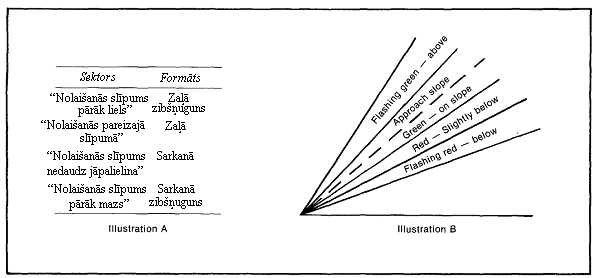 Sektors Formāts
“Nolaišanās slīpums Zaļā
pārāk liels” zibšņuguns
“Nolaišanās pareizajā Zaļā
slīpumā”
“Nolaišanās slīpums Sarkanā
nedaudz jāpalielina”
“Nolaišanās slīpums Sarkanā
pārāk mazs” zibšņuguns
Illustration A
Flashing green — above
Approach slope
Green — on slope
Red — Slightly below
Flashing red — below
Illustration B